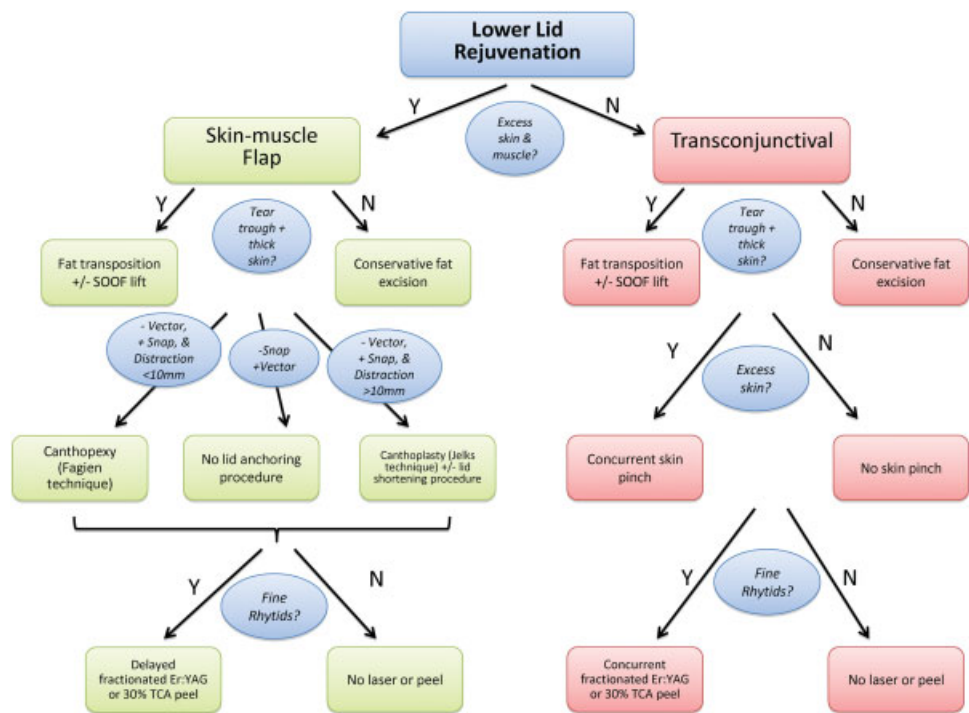 Lower Lid
Rejuvenation
Y
N
Excess
skin &
muscle?
Skin-muscle
Flap
Transconjunctival
Y
N
Tear
trough +
thick
skin?
Y
N
Tear
trough +
thick
skin?
Fat transposition
+/- SOOF lift
Conservative fat
excision
Fat transposition
+/- SOOF lift
Conservative fat
excision
- Vector,
+ Snap, &
Distraction
<10mm
-Snap
+Vector
- Vector,
+ Snap, &
Distraction
>10mm
Y
N
Excess
skin?
Canthopexy
(Fagien
technique)
No lid anchoring
procedure
Canthoplasty (Jelks
technique) +/- lid
shortening procedure
Concurrent skin
pinch
No skin pinch
Y
N
Fine
Rhytids?
Y
N
Fine
Rhytids?
Delayed
fractionated Er:YAG
or 30% TCA peel
No laser or peel
Concurrent
fractionated Er:YAG
or 30% TCA peel
No laser or peel